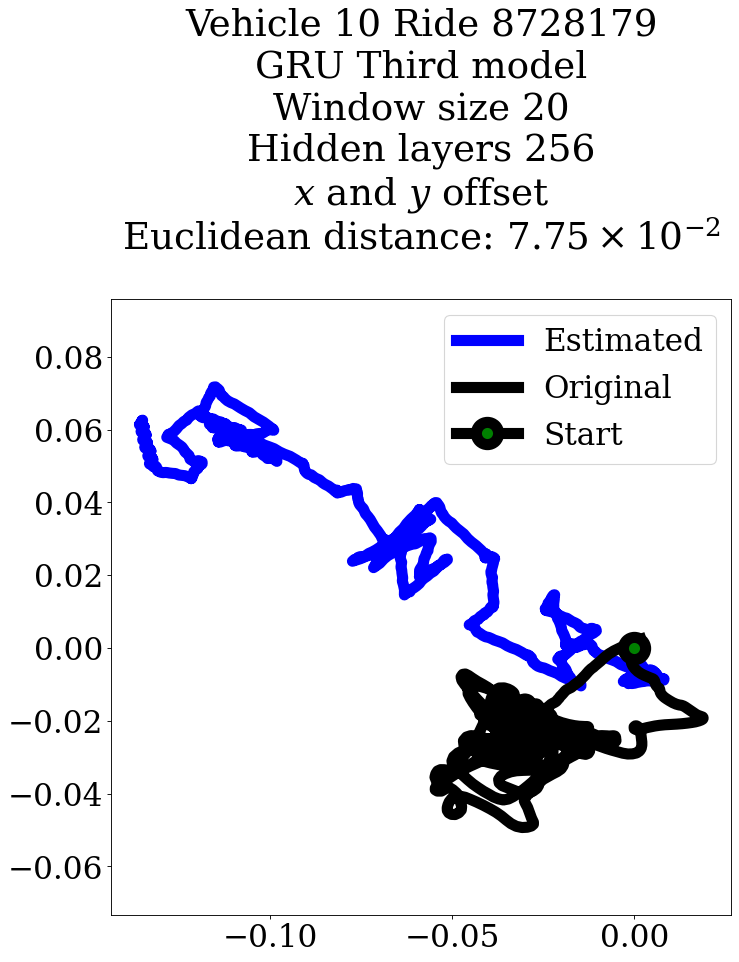 Vehicle 10 Ride 8728179
GRU Third model
Window size 20
Hidden layers 256
x and y offset
Euclidean distance: 7.75 × 10⁻²
Estimated
Original
Start
0.08
0.06
0.04
0.02
0.00
−0.02
−0.04
−0.06
−0.10 −0.05 0.00